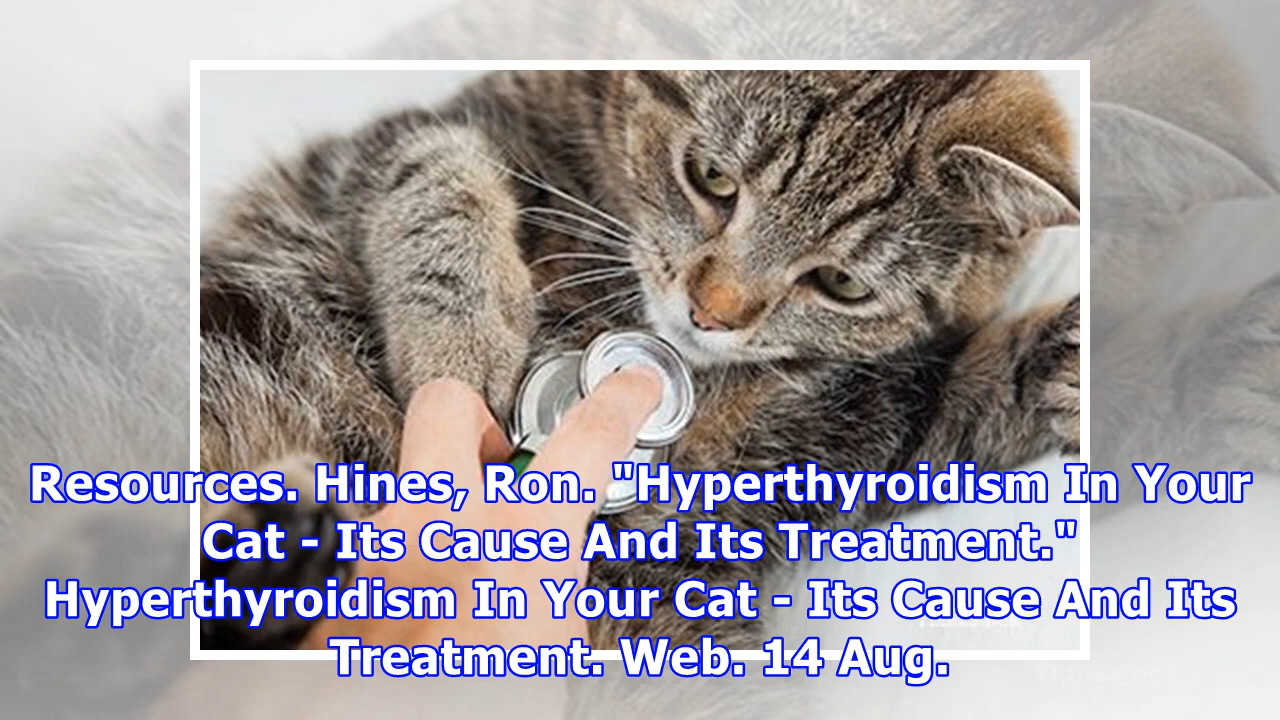 Resources. Hines, Ron. "Hyperthyroidism In Your
Cat - Its Cause And Its Treatment."
Hyperthyroidism In Your Cat - Its Cause And Its
Treatment. Web. 14 Aug.